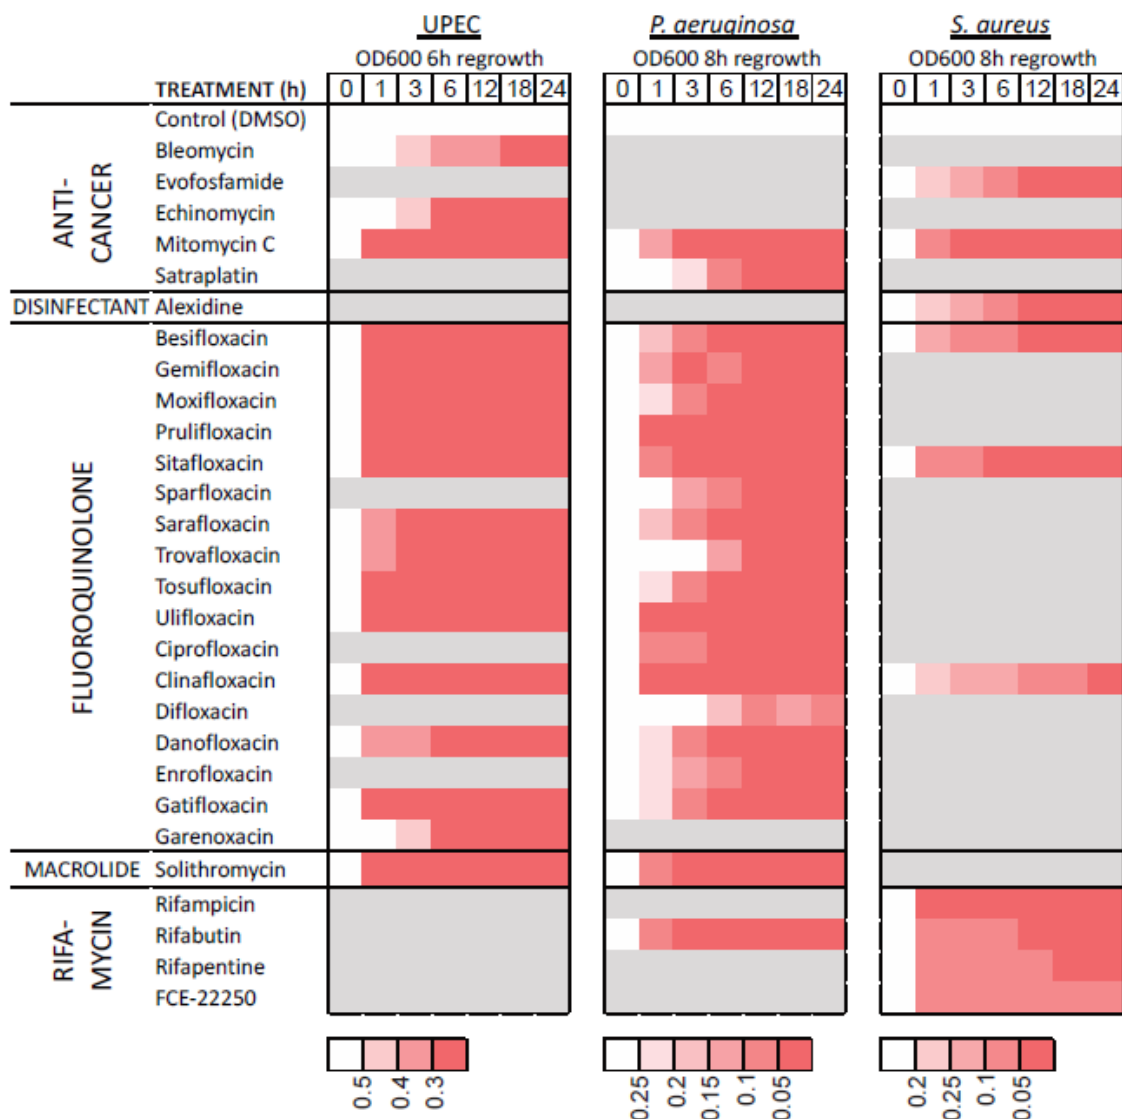 UPEC P. aeruginosa S. aureus
OD600 6h regrowth OD600 8h regrowth OD600 8h regrowth
TREATMENT (h) 0 1 3 6 12 18 24 0 1 3 6 12 18 24 0 1 3 6 12 18 24
ANTI-
CANCER
Control (DMSO)
Bleomycin
Evofosfamide
Echinomycin
Mitomycin C
Satraplatin
DISINFECTANT Alexidine
FLUOROQUINOLONE
Besifloxacin
Gemifloxacin
Moxifloxacin
Prulifloxacin
Sitafloxacin
Sparfloxacin
Sarafloxacin
Trovafloxacin
Tosufloxacin
Ulifloxacin
Ciprofloxacin
Clinafloxacin
Difloxacin
Danofloxacin
Enrofloxacin
Gatifloxacin
Garenoxacin
MACROLIDE Solithromycin
RIFA-
MYCIN
Rifampicin
Rifabutin
Rifapentine
FCE-22250
0.5 0.4 0.3 0.25 0.2 0.15 0.1 0.05 0.2 0.25 0.1 0.05